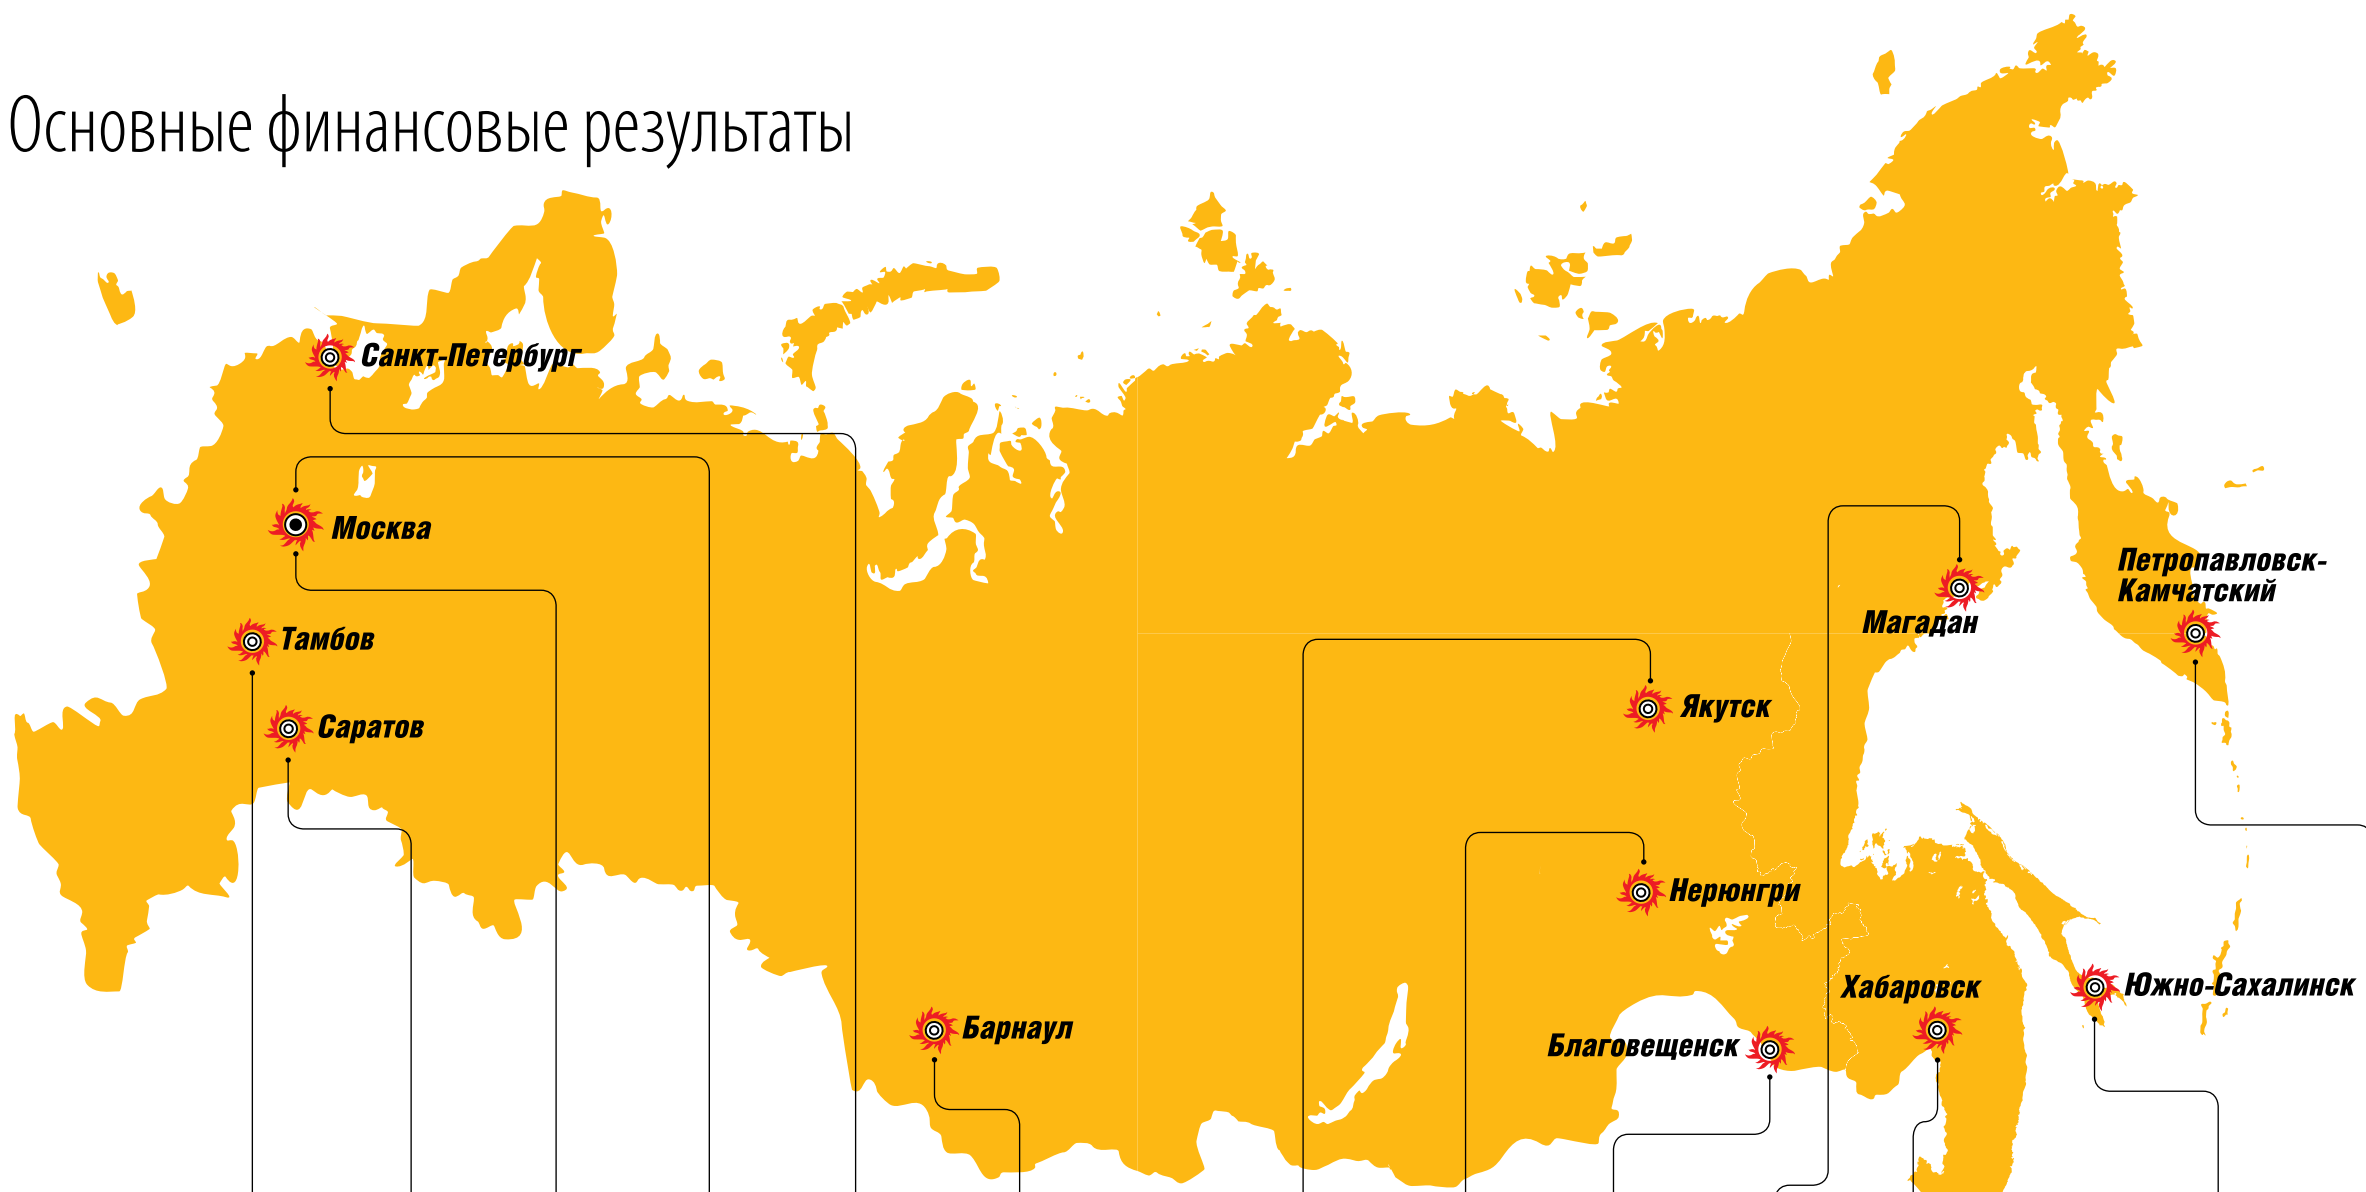 Основные финансовые результаты
Санкт-Петербург
Москва
Тамбов
Саратов
Барнаул
Якутск
Нерюнгри
Магадан
Петропавловск-
Камчатский
Хабаровск
Южно-Сахалинск
Благовещенск